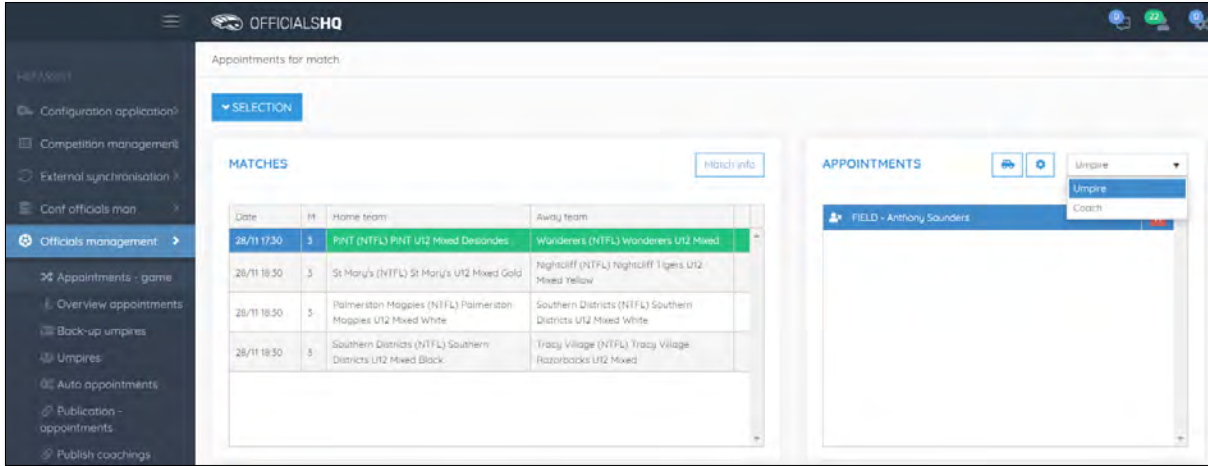 OFFICIALSHQ
0
22
Appointments for match
Configuration application
Competition management
External synchronisation
Conf officials man
Officials management
Appointments - game
Overview appointments
Back-up umpires
Umpires
Auto appointments
Publication -
appointments
Publish coachings
SELECTION
MATCHES
Match info
Date M Home team Away team
28/11 17:30 3 PINT (NTFL) PINT U12 Mixed Deslandes Wanderers (NTFL) Wanderers U12 Mixed
28/11 18:30 3 St Mary's (NTFL) St Mary's U12 Mixed Gold Nightcliff (NTFL) Nightcliff Tigers U12
Mixed Yellow
28/11 18:50 3 Palmerston Magpies (NTFL) Palmerston Southern Districts (NTFL) Southern
Magpies U12 Mixed White Districts U12 Mixed White
28/11 18:50 3 Southern Districts (NTFL) Southern Tracy Village (NTFL) Tracy Village
Districts U12 Mixed Black Razorbacks U12 Mixed
APPOINTMENTS
Umpire
Umpire
Coach
FIELD - Anthony Saunders